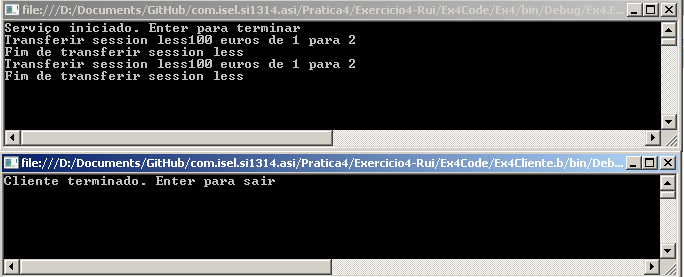 file:///D:/Documents/GitHub/com.isel.si1314.asi/Pratica4/Exercicio4-Rui/Ex4Code/Ex4/bin/Debug/Ex4.E...
Serviço iniciado. Enter para terminar
Transferir session less100 euros de 1 para 2
Fim de transferir session less
Transferir session less100 euros de 1 para 2
Fim de transferir session less
file:///D:/Documents/GitHub/com.isel.si1314.asi/Pratica4/Exercicio4-Rui/Ex4Code/Ex4Cliente.b/bin/Deb...
Cliente terminado. Enter para sair